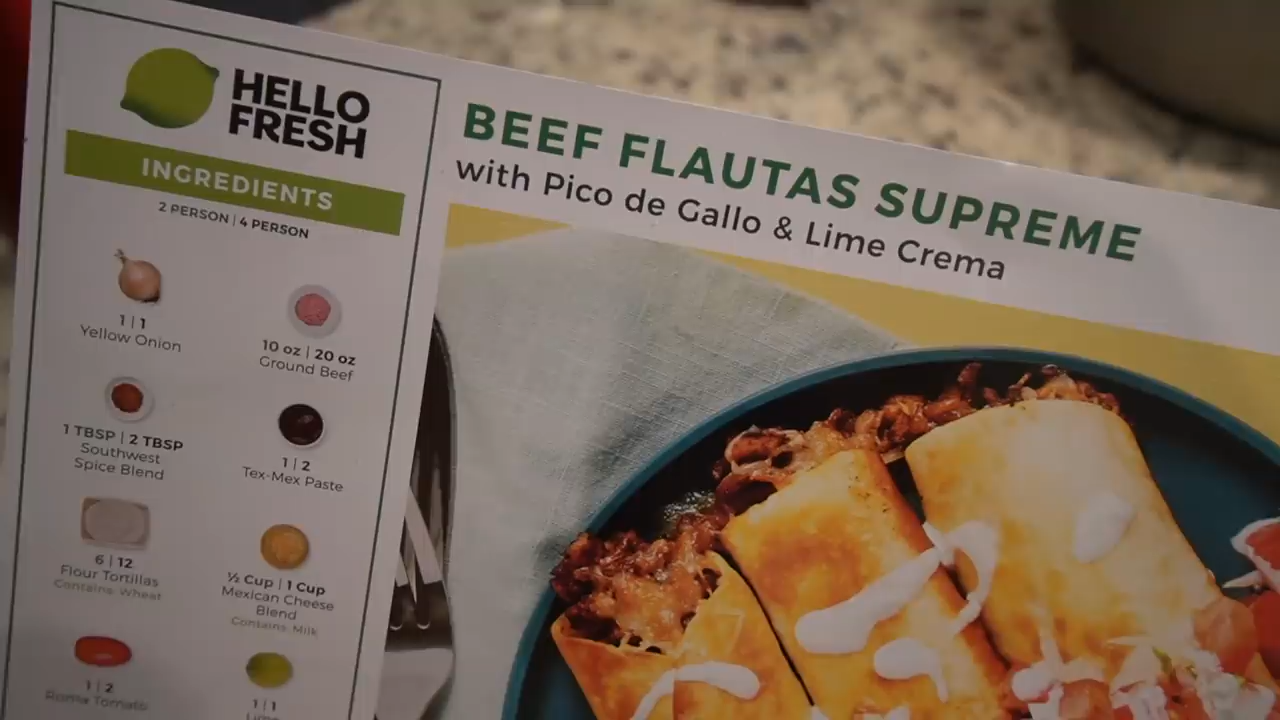 HELLO
FRESH
INGREDIENTS
2 PERSON | 4 PERSON
1 | 1
Yellow Onion
10 oz | 20 oz
Ground Beef
1 TBSP | 2 TBSP
Southwest
Spice Blend
1 | 2
Tex-Mex Paste
6 | 12
Flour Tortillas
Contains: Wheat
½ Cup | 1 Cup
Mexican Cheese
Blend
Contains: Milk
1 | 2
Roma Tomato
1 | 1
BEEF FLAUTAS SUPREME
with Pico de Gallo & Lime Crema